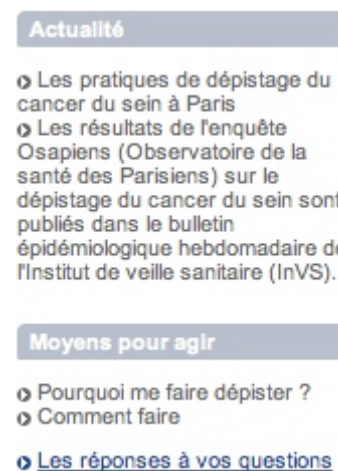 Actualité
Les pratiques de dépistage du
cancer du sein à Paris
Les résultats de l'enquête
Osapiens (Observatoire de la
santé des Parisiens) sur le
dépistage du cancer du sein sont
publiés dans le bulletin
épidémiologique hebdomadaire de
l'Institut de veille sanitaire (InVS).
Moyens pour agir
Pourquoi me faire dépister ?
Comment faire
Les réponses à vos questions